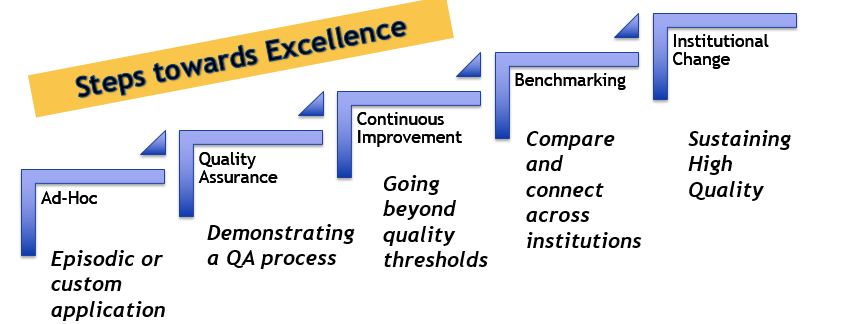 Steps towards Excellence
Ad-Hoc
Episodic or
custom
application
Quality
Assurance
Demonstrating
a QA process
Continuous
Improvement
Going
beyond
quality
thresholds
Benchmarking
Compare
and
connect
across
institutions
Institutional
Change
Sustaining
High
Quality